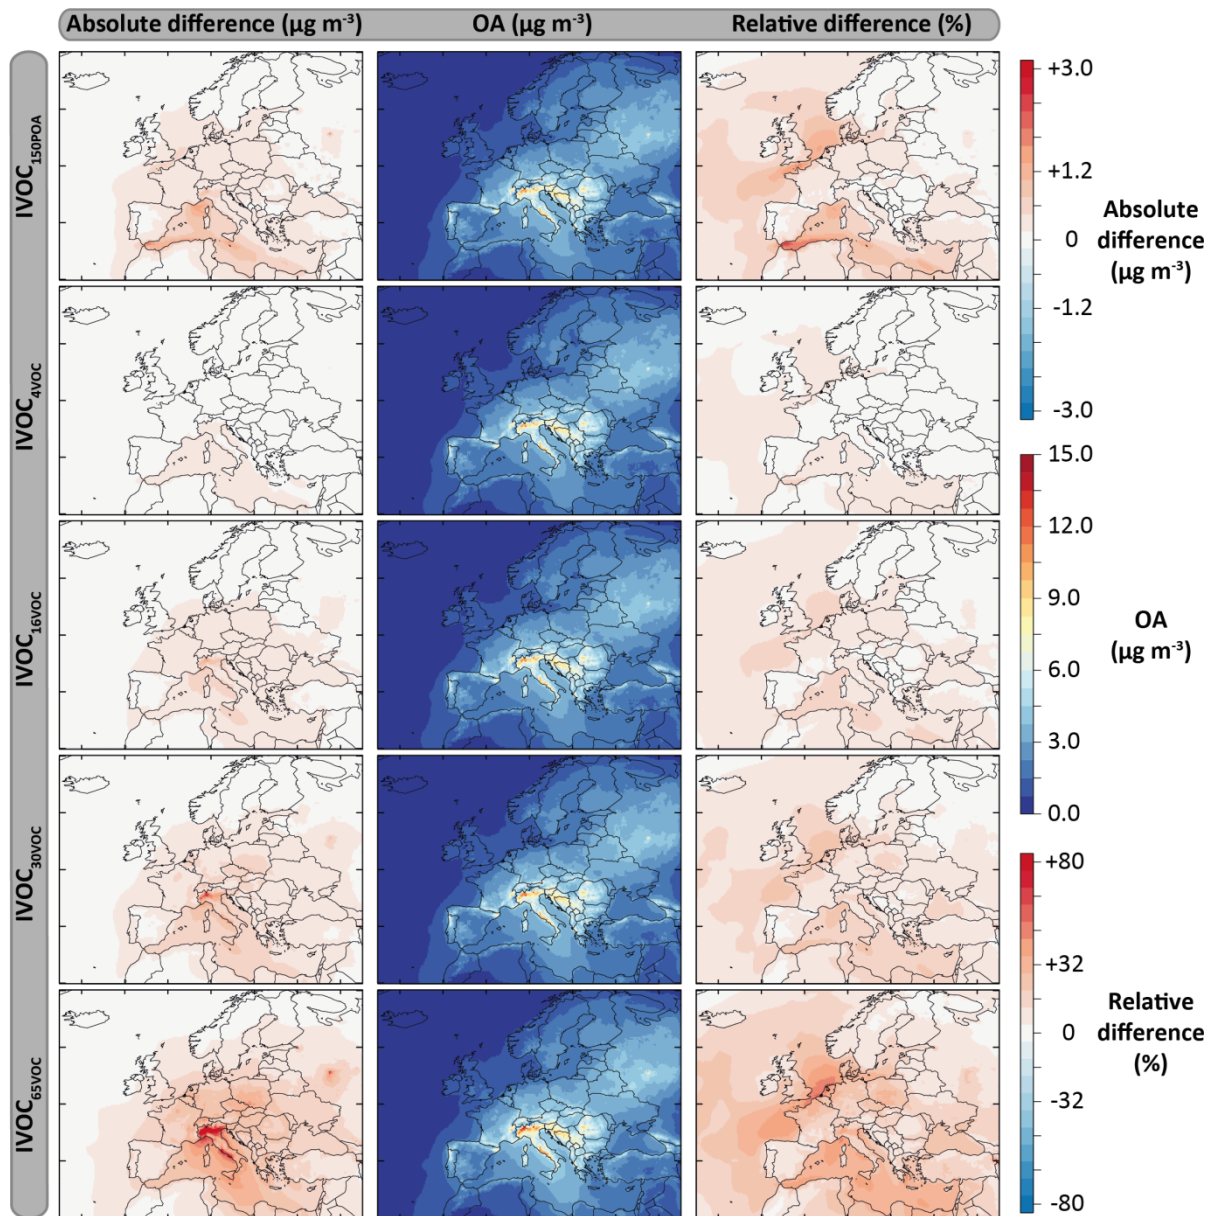 Absolute difference (µg m⁻³) OA (µg m⁻³) Relative difference (%)
IVOC150POA
IVOC4VOC
IVOC16VOC
IVOC30VOC
IVOC65VOC
+3.0
+1.2
0
-1.2
-3.0
Absolute
difference
(µg m⁻³)
15.0
12.0
9.0
6.0
3.0
0.0
OA
(µg m⁻³)
+80
+32
0
-32
-80
Relative
difference
(%)